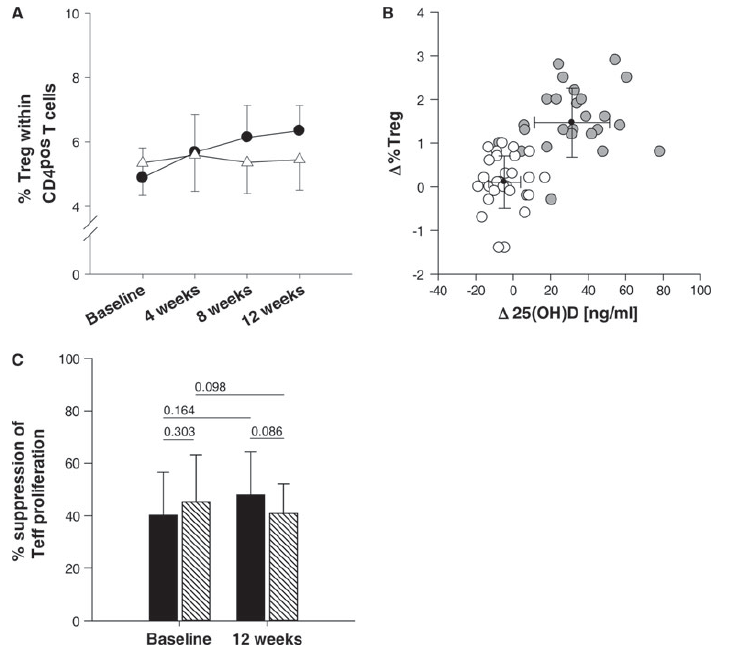 A
10
8
6
4
0
% Treg within
CD4pos T cells
Baseline
4 weeks
8 weeks
12 weeks
B
4
3
2
1
0
-1
-2
Δ % Treg
-40
-20
0
20
40
60
80
100
Δ 25(OH)D [ng/ml]
C
100
80
60
40
20
0
% suppression of
Teff proliferation
0.098
0.164
0.303
0.086
Baseline
12 weeks